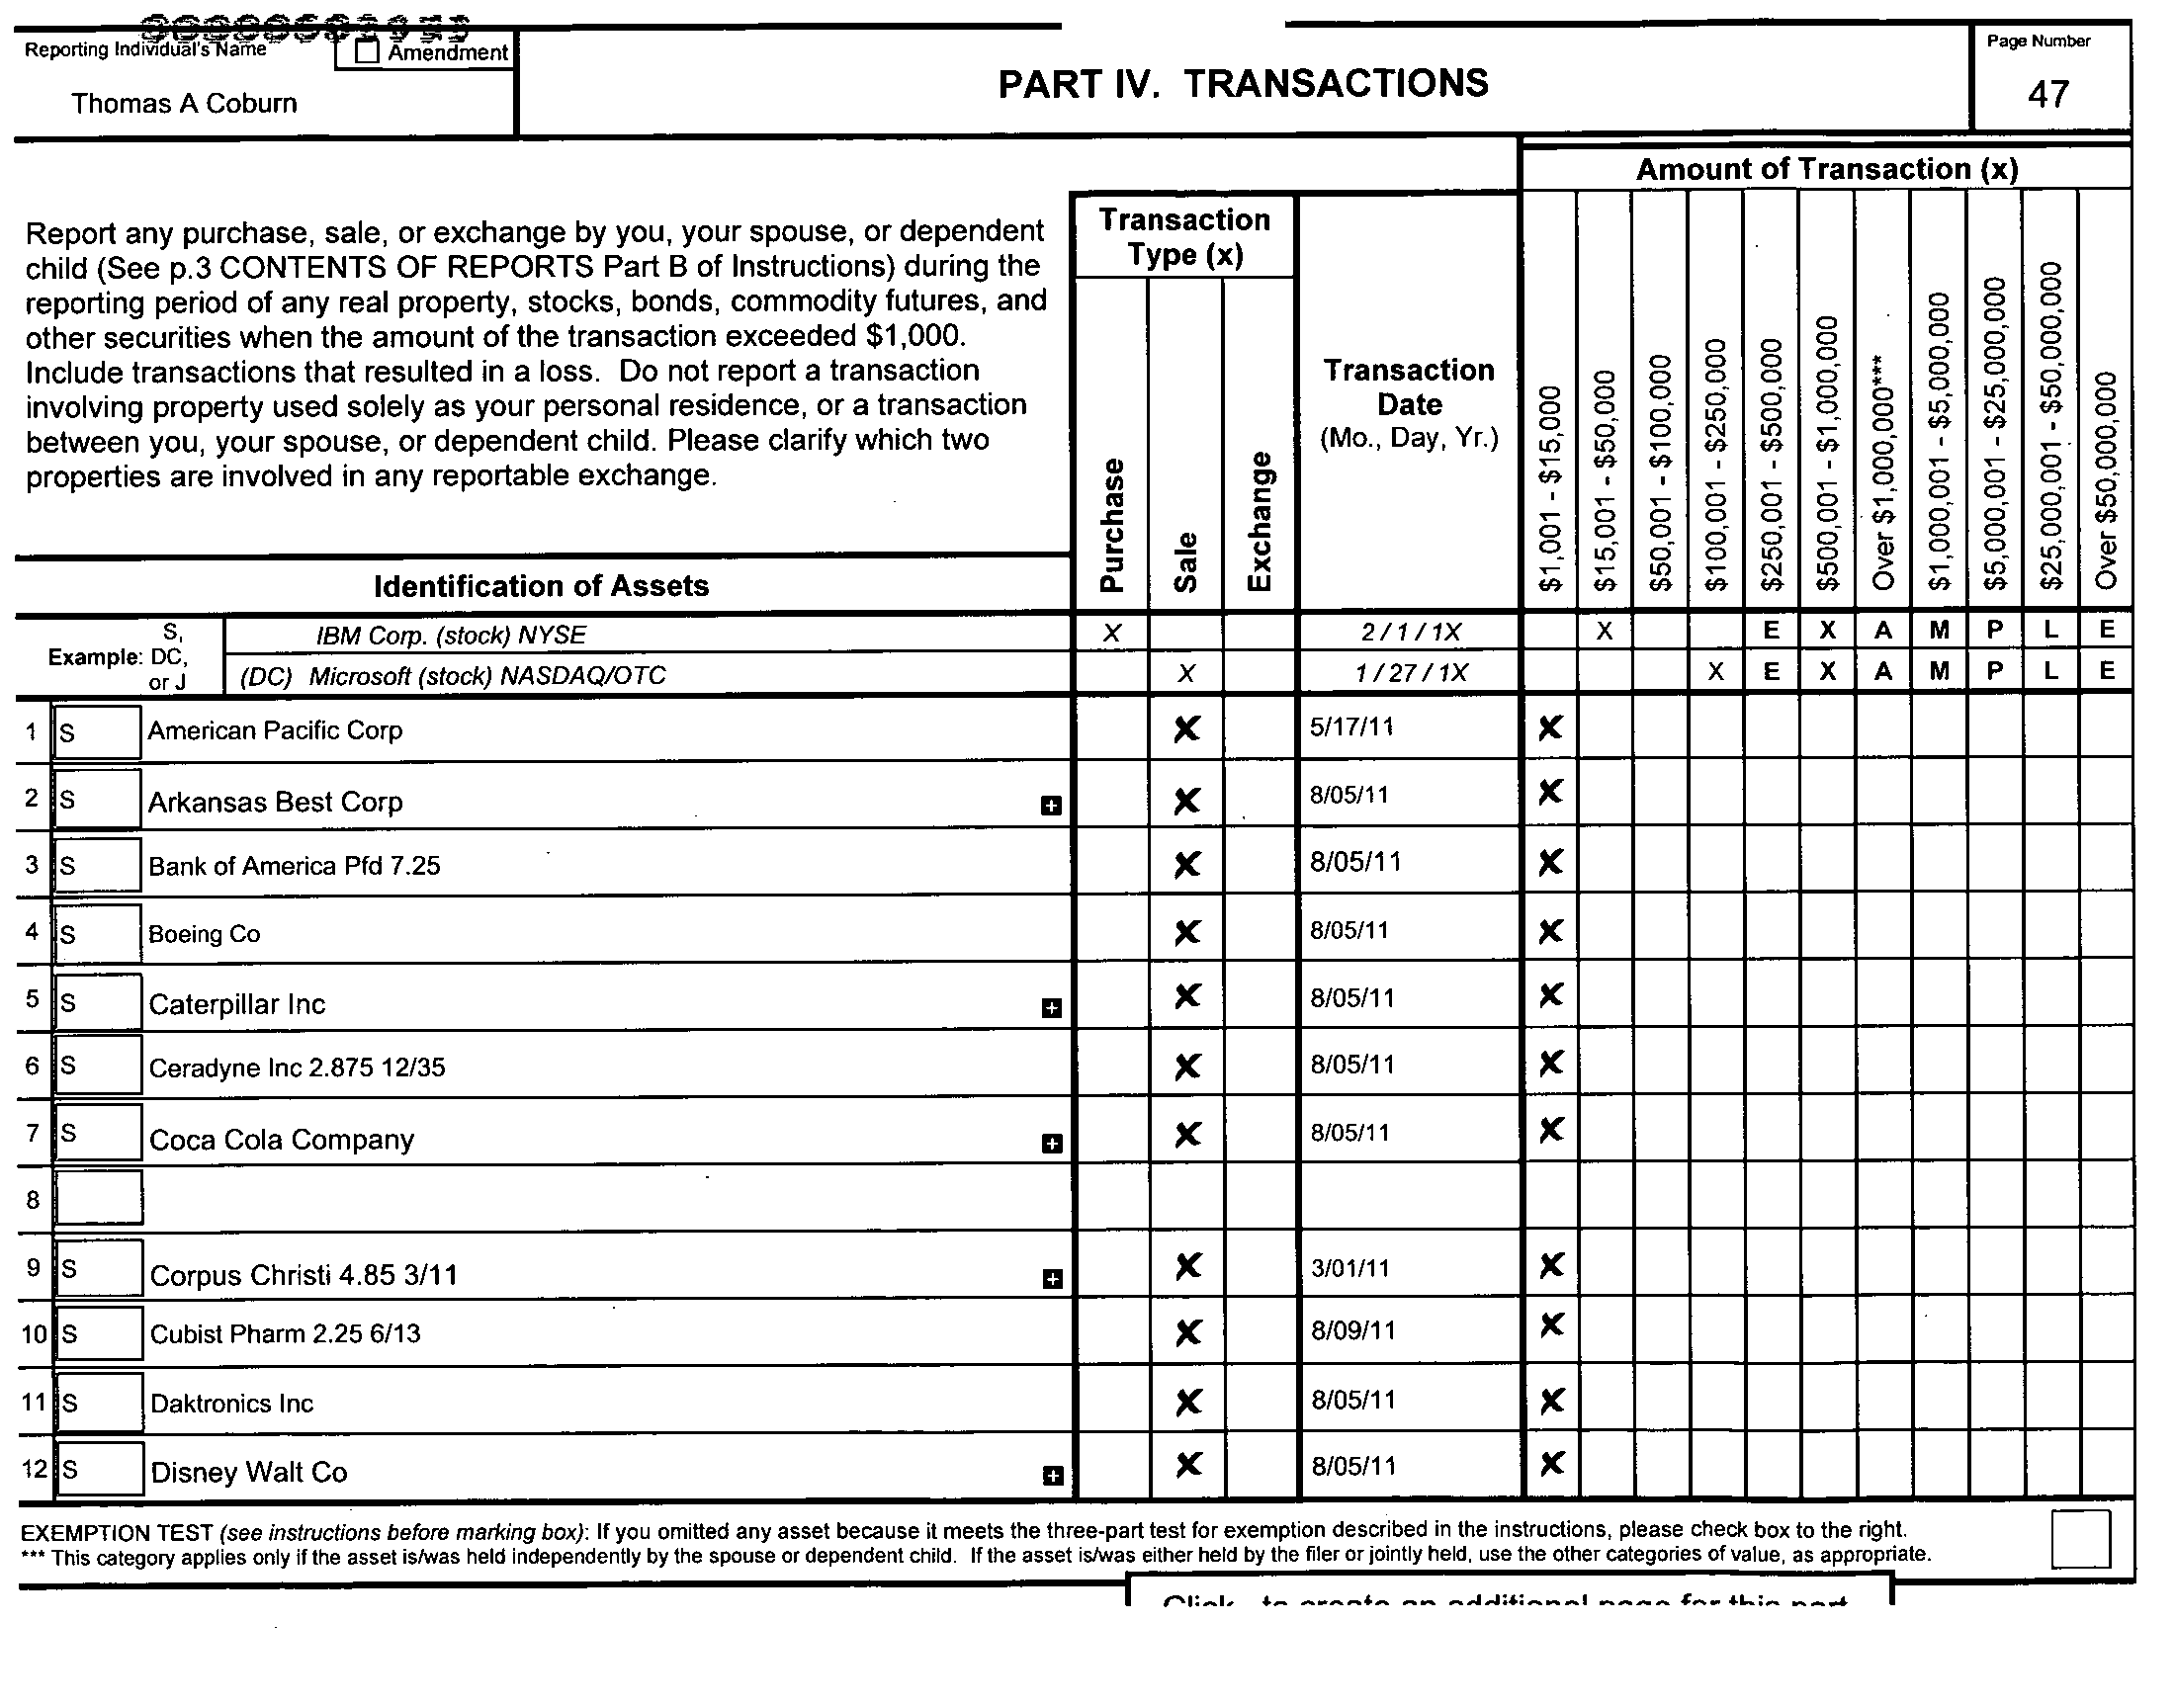 Reporting Individual's Name
Amendment
Thomas A Coburn
PART IV. TRANSACTIONS
Page Number
47
Amount of Transaction (x)
Report any purchase, sale, or exchange by you, your spouse, or dependent
child (See p.3 CONTENTS OF REPORTS Part B of Instructions) during the
reporting period of any real property, stocks, bonds, commodity futures, and
other securities when the amount of the transaction exceeded $1,000.
Include transactions that resulted in a loss. Do not report a transaction
involving property used solely as your personal residence, or a transaction
between you, your spouse, or dependent child. Please clarify which two
properties are involved in any reportable exchange.
Transaction
Type (x)
Purchase
Sale
Exchange
Transaction
Date
(Mo., Day, Yr.)
$1,001 - $15,000
$15,001 - $50,000
$50,001 - $100,000
$100,001 - $250,000
$250,001 - $500,000
$500,001 - $1,000,000
Over $1,000,000***
$1,000,001 - $5,000,000
$5,000,001 - $25,000,000
$25,000,001 - $50,000,000
Over $50,000,000
Identification of Assets
Example: S, DC, or J
IBM Corp. (stock) NYSE X 2 / 1 / 1X X E X A M P L E
(DC) Microsoft (stock) NASDAQ/OTC X 1 / 27 / 1X X E X A M P L E
1 S American Pacific Corp X 5/17/11 X
2 S Arkansas Best Corp + X 8/05/11 X
3 S Bank of America Pfd 7.25 X 8/05/11 X
4 S Boeing Co X 8/05/11 X
5 S Caterpillar Inc + X 8/05/11 X
6 S Ceradyne Inc 2.875 12/35 X 8/05/11 X
7 S Coca Cola Company + X 8/05/11 X
8
9 S Corpus Christi 4.85 3/11 + X 3/01/11 X
10 S Cubist Pharm 2.25 6/13 X 8/09/11 X
11 S Daktronics Inc X 8/05/11 X
12 S Disney Walt Co + X 8/05/11 X
EXEMPTION TEST (see instructions before marking box): If you omitted any asset because it meets the three-part test for exemption described in the instructions, please check box to the right.
*** This category applies only if the asset is/was held independently by the spouse or dependent child. If the asset is/was either held by the filer or jointly held, use the other categories of value, as appropriate.
Click to create an additional page for this part